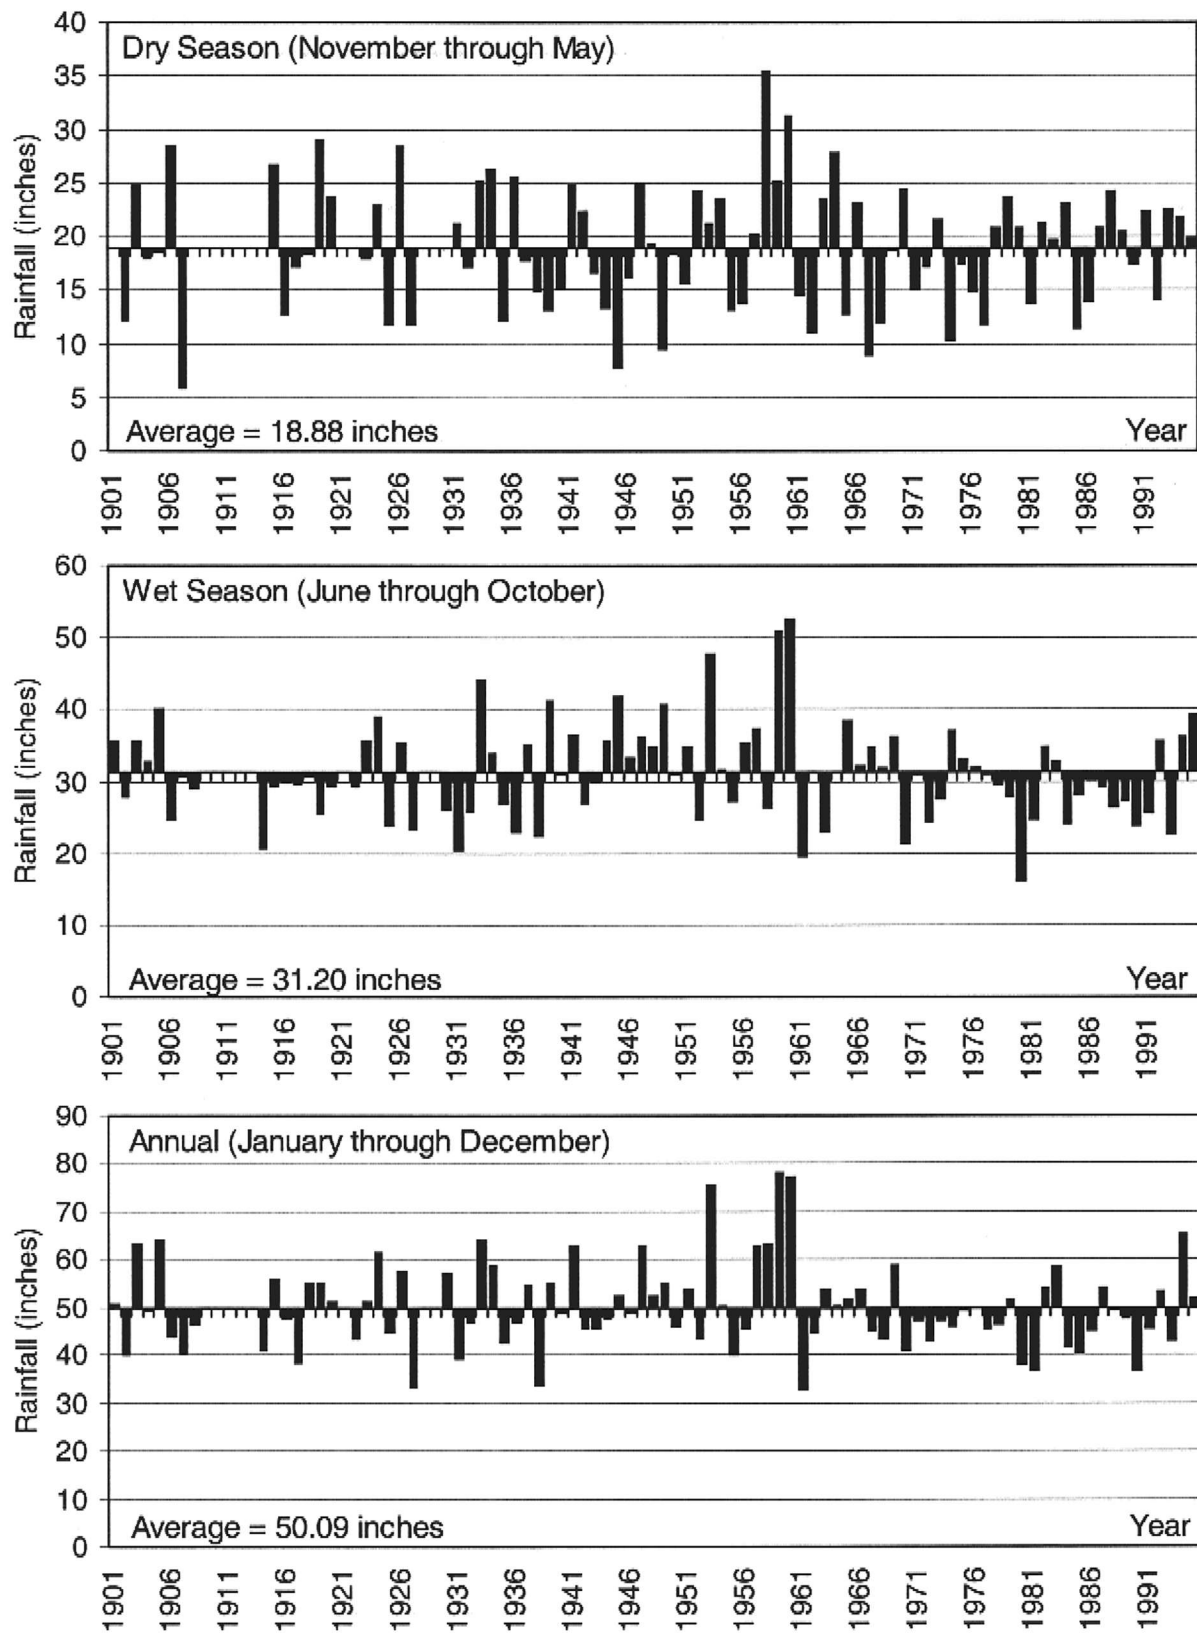 Dry Season (November through May)
Rainfall (inches)
40
35
30
25
20
15
10
5
0
Average = 18.88 inches
Year
1901 1906 1911 1916 1921 1926 1931 1936 1941 1946 1951 1956 1961 1966 1971 1976 1981 1986 1991
Wet Season (June through October)
Rainfall (inches)
60
50
40
30
20
10
0
Average = 31.20 inches
Year
1901 1906 1911 1916 1921 1926 1931 1936 1941 1946 1951 1956 1961 1966 1971 1976 1981 1986 1991
Annual (January through December)
Rainfall (inches)
90
80
70
60
50
40
30
20
10
0
Average = 50.09 inches
Year
1901 1906 1911 1916 1921 1926 1931 1936 1941 1946 1951 1956 1961 1966 1971 1976 1981 1986 1991